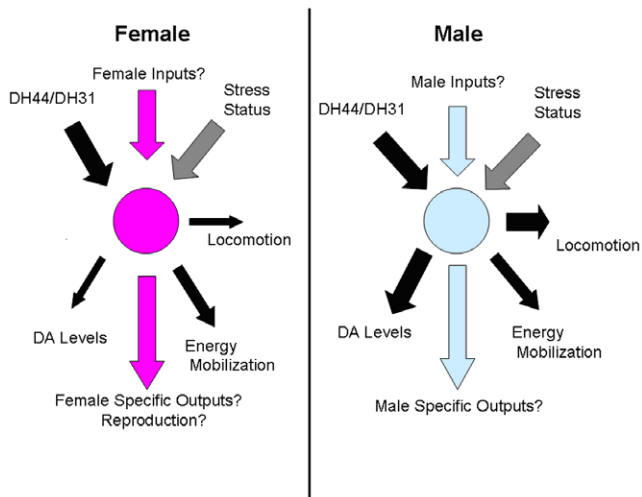 Female
Female Inputs?
DH44/DH31
Stress
Status
Locomotion
DA Levels
Energy
Mobilization
Female Specific Outputs?
Reproduction?
Male
Male Inputs?
DH44/DH31
Stress
Status
Locomotion
DA Levels
Energy
Mobilization
Male Specific Outputs?